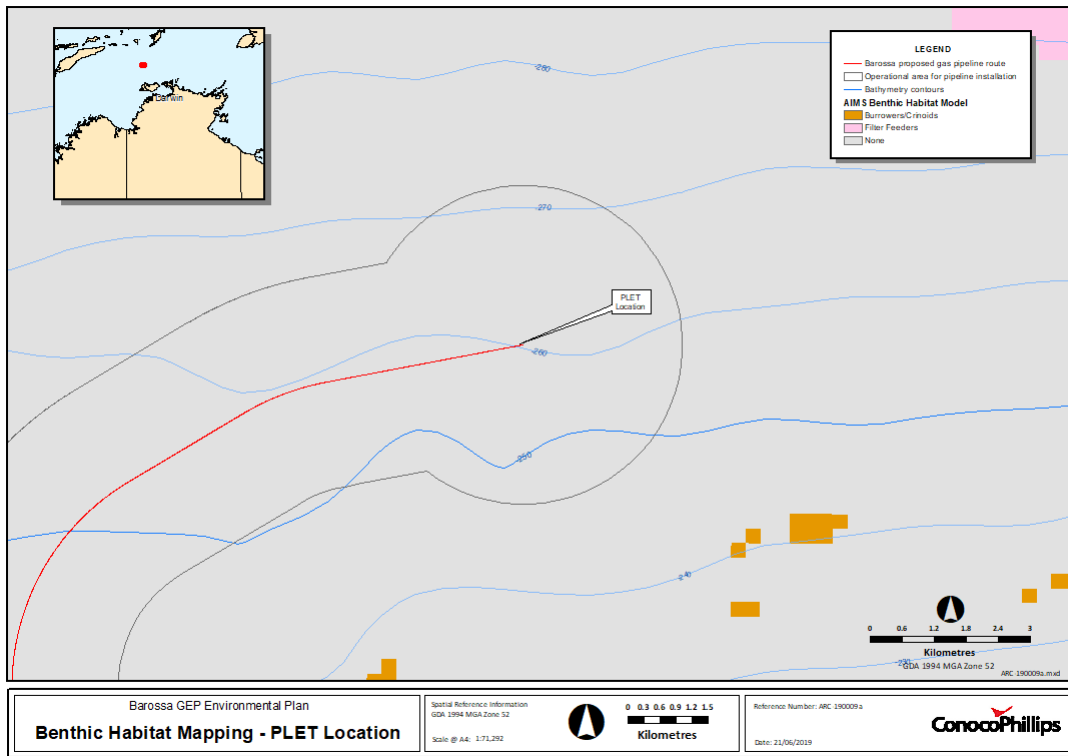 Darwin
LEGEND
Barossa proposed gas pipeline route
Operational area for pipeline installation
Bathymetry contours
AIMS Benthic Habitat Model
Burrowers/Crinoids
Filter Feeders
None
-280
-270
PLET
Location
-260
-250
-240
0 0.6 1.2 1.8 2.4 3
Kilometres
-230
GDA 1994 MGA Zone 52
ARC 190009a.mxd
Barossa GEP Environmental Plan
Benthic Habitat Mapping - PLET Location
Spatial Reference Information
GDA 1994 MGA Zone 52
Scale @ A4: 1:71,292
0 0.3 0.6 0.9 1.2 1.5
Kilometres
Reference Number: ARC 190009a
Date: 21/06/2019
ConocoPhillips